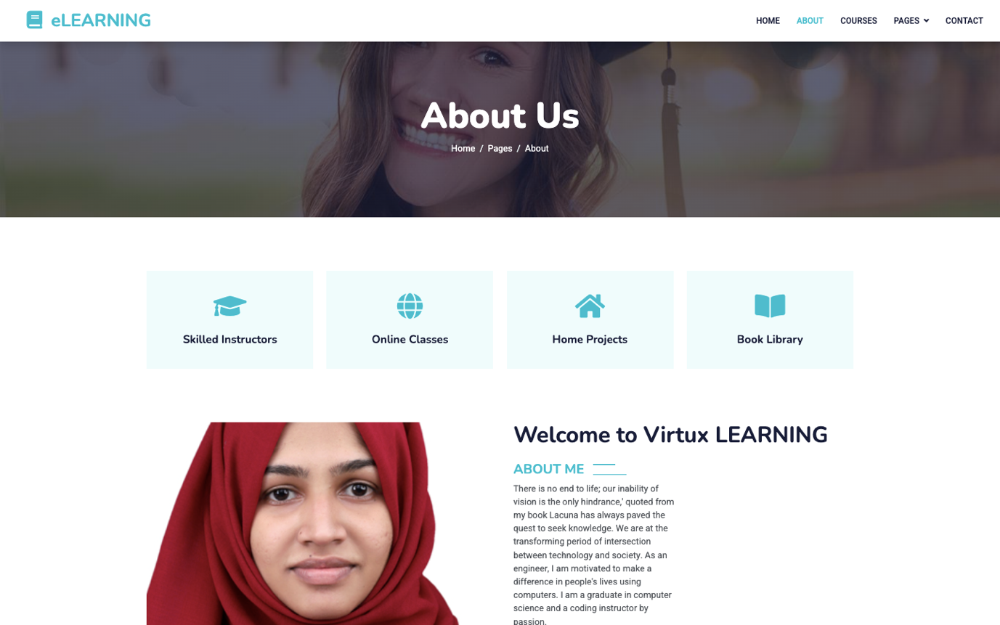 eLEARNING
HOME ABOUT COURSES PAGES CONTACT
About Us
Home / Pages / About
Skilled Instructors
Online Classes
Home Projects
Book Library
Welcome to Virtux LEARNING
ABOUT ME
There is no end to life; our inability of
vision is the only hindrance,' quoted from
my book Lacuna has always paved the
quest to seek knowledge. We are at the
transforming period of intersection
between technology and society. As an
engineer, I am motivated to make a
difference in people's lives using
computers. I am a graduate in computer
science and a coding instructor by
passion.